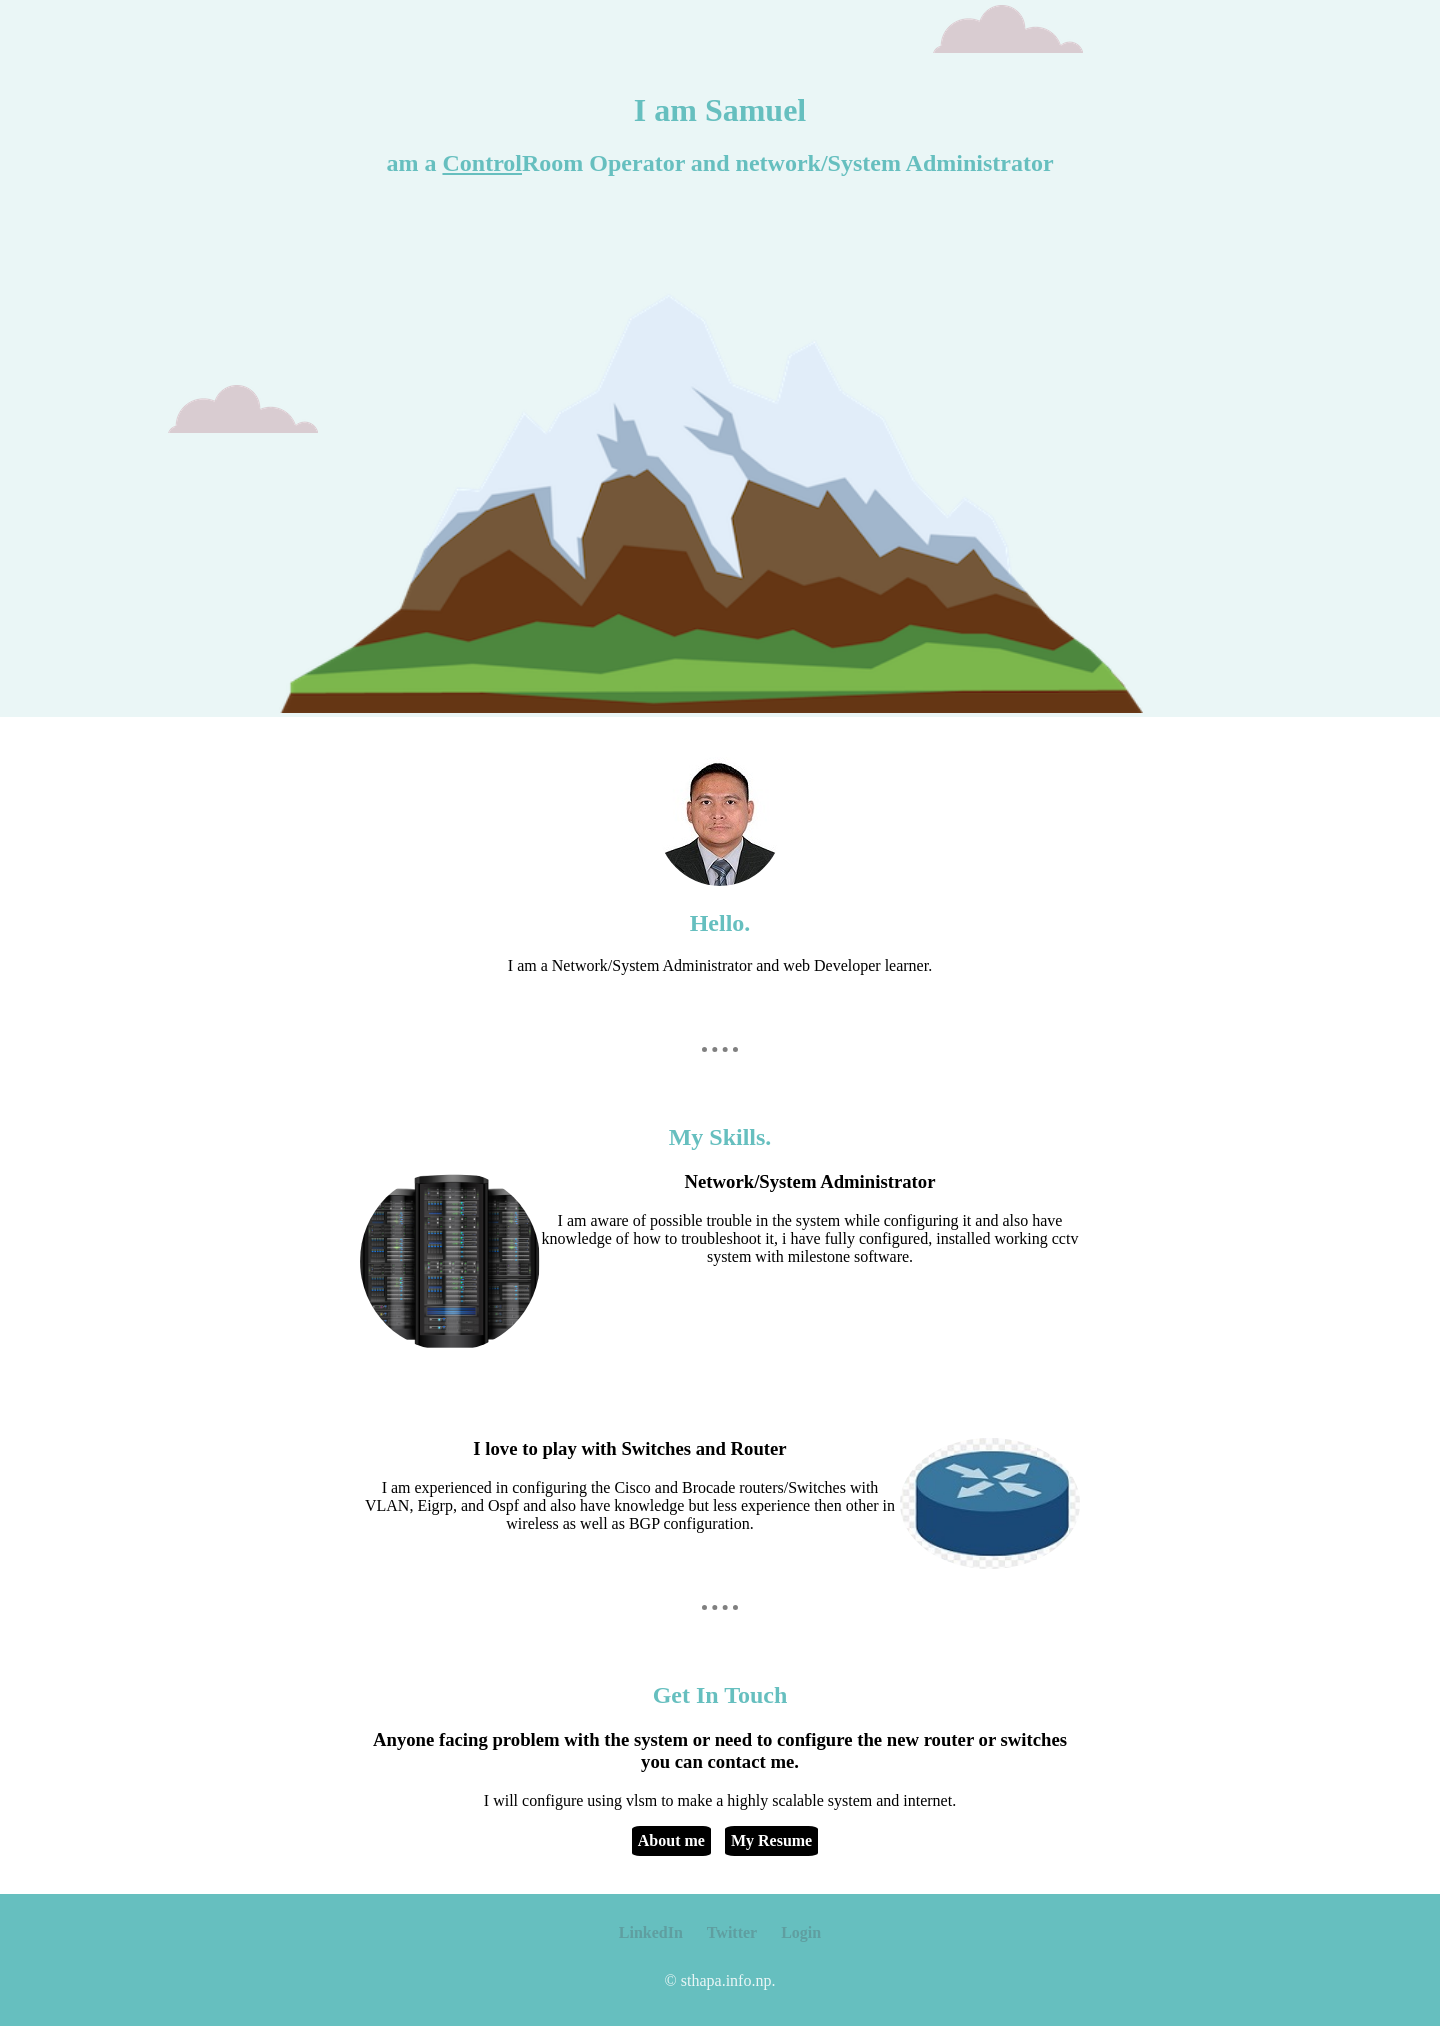 I am Samuel
am a ControlRoom Operator and network/System Administrator
Hello.
I am a Network/System Administrator and web Developer learner.
My Skills.
Network/System Administrator
I am aware of possible trouble in the system while configuring it and also have
knowledge of how to troubleshoot it, i have fully configured, installed working cctv
system with milestone software.
I love to play with Switches and Router
I am experienced in configuring the Cisco and Brocade routers/Switches with
VLAN, Eigrp, and Ospf and also have knowledge but less experience then other in
wireless as well as BGP configuration.
Get In Touch
Anyone facing problem with the system or need to configure the new router or switches
you can contact me.
I will configure using vlsm to make a highly scalable system and internet.
About me My Resume
LinkedIn Twitter Login
© sthapa.info.np.